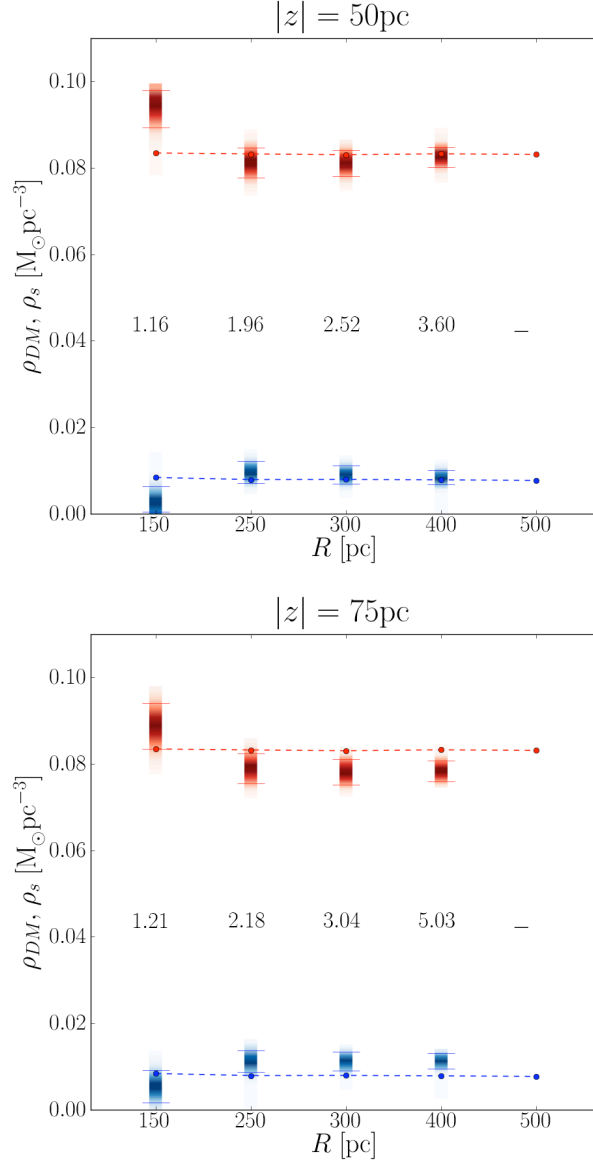 |z| = 50pc
0.10
0.08
0.06
0.04
0.02
0.00
ρ_DM, ρ_s [M_⊙pc^−3]
1.16 1.96 2.52 3.60 –
150 250 300 400 500
R [pc]
|z| = 75pc
0.10
0.08
0.06
0.04
0.02
0.00
ρ_DM, ρ_s [M_⊙pc^−3]
1.21 2.18 3.04 5.03 –
150 250 300 400 500
R [pc]